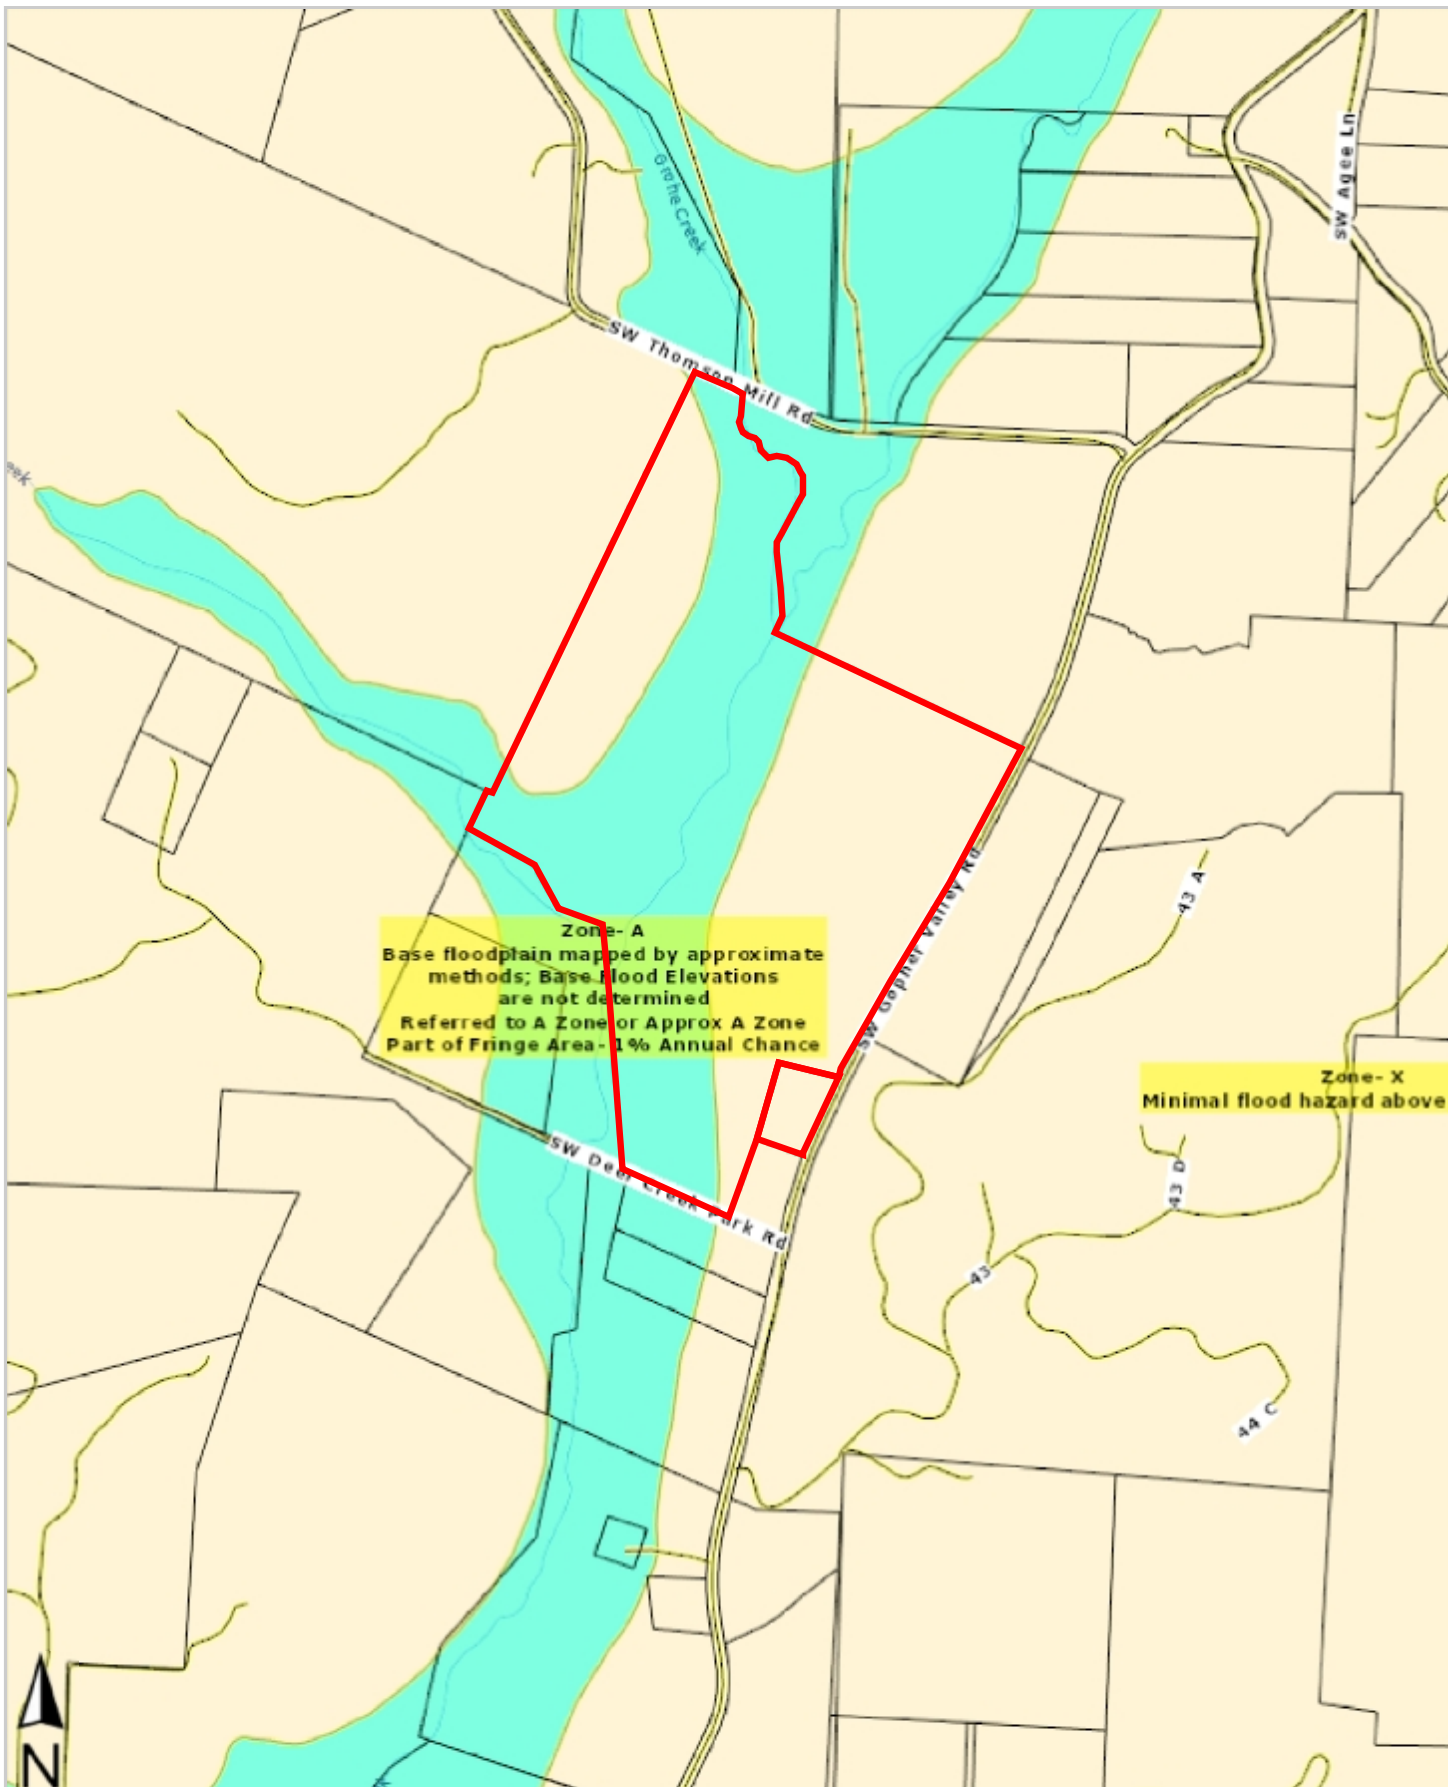 SW Agee Ln
Grohe Creek
SW Thomson Mill Rd
eek
SW Gopher Valley Rd
43 A
Zone- A
Base floodplain mapped by approximate
methods; Base Flood Elevations
are not determined
Referred to A Zone or Approx A Zone
Part of Fringe Area- 1% Annual Chance
Zone- X
Minimal flood hazard above
SW Deer Creek Park Rd
43 D
43
44 C
N